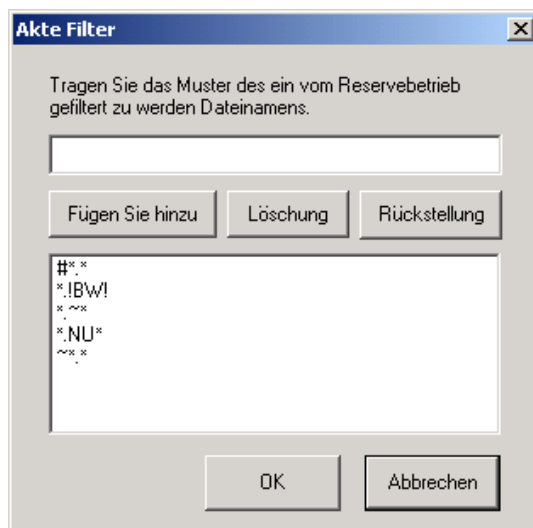 Akte Filter
Tragen Sie das Muster des ein vom Reservebetrieb
gefiltert zu werden Dateinamens.
Fügen Sie hinzu
Löschung
Rückstellung
#*.*
*.!BW!
*.~*
*.NU*
~*.*
OK
Abbrechen